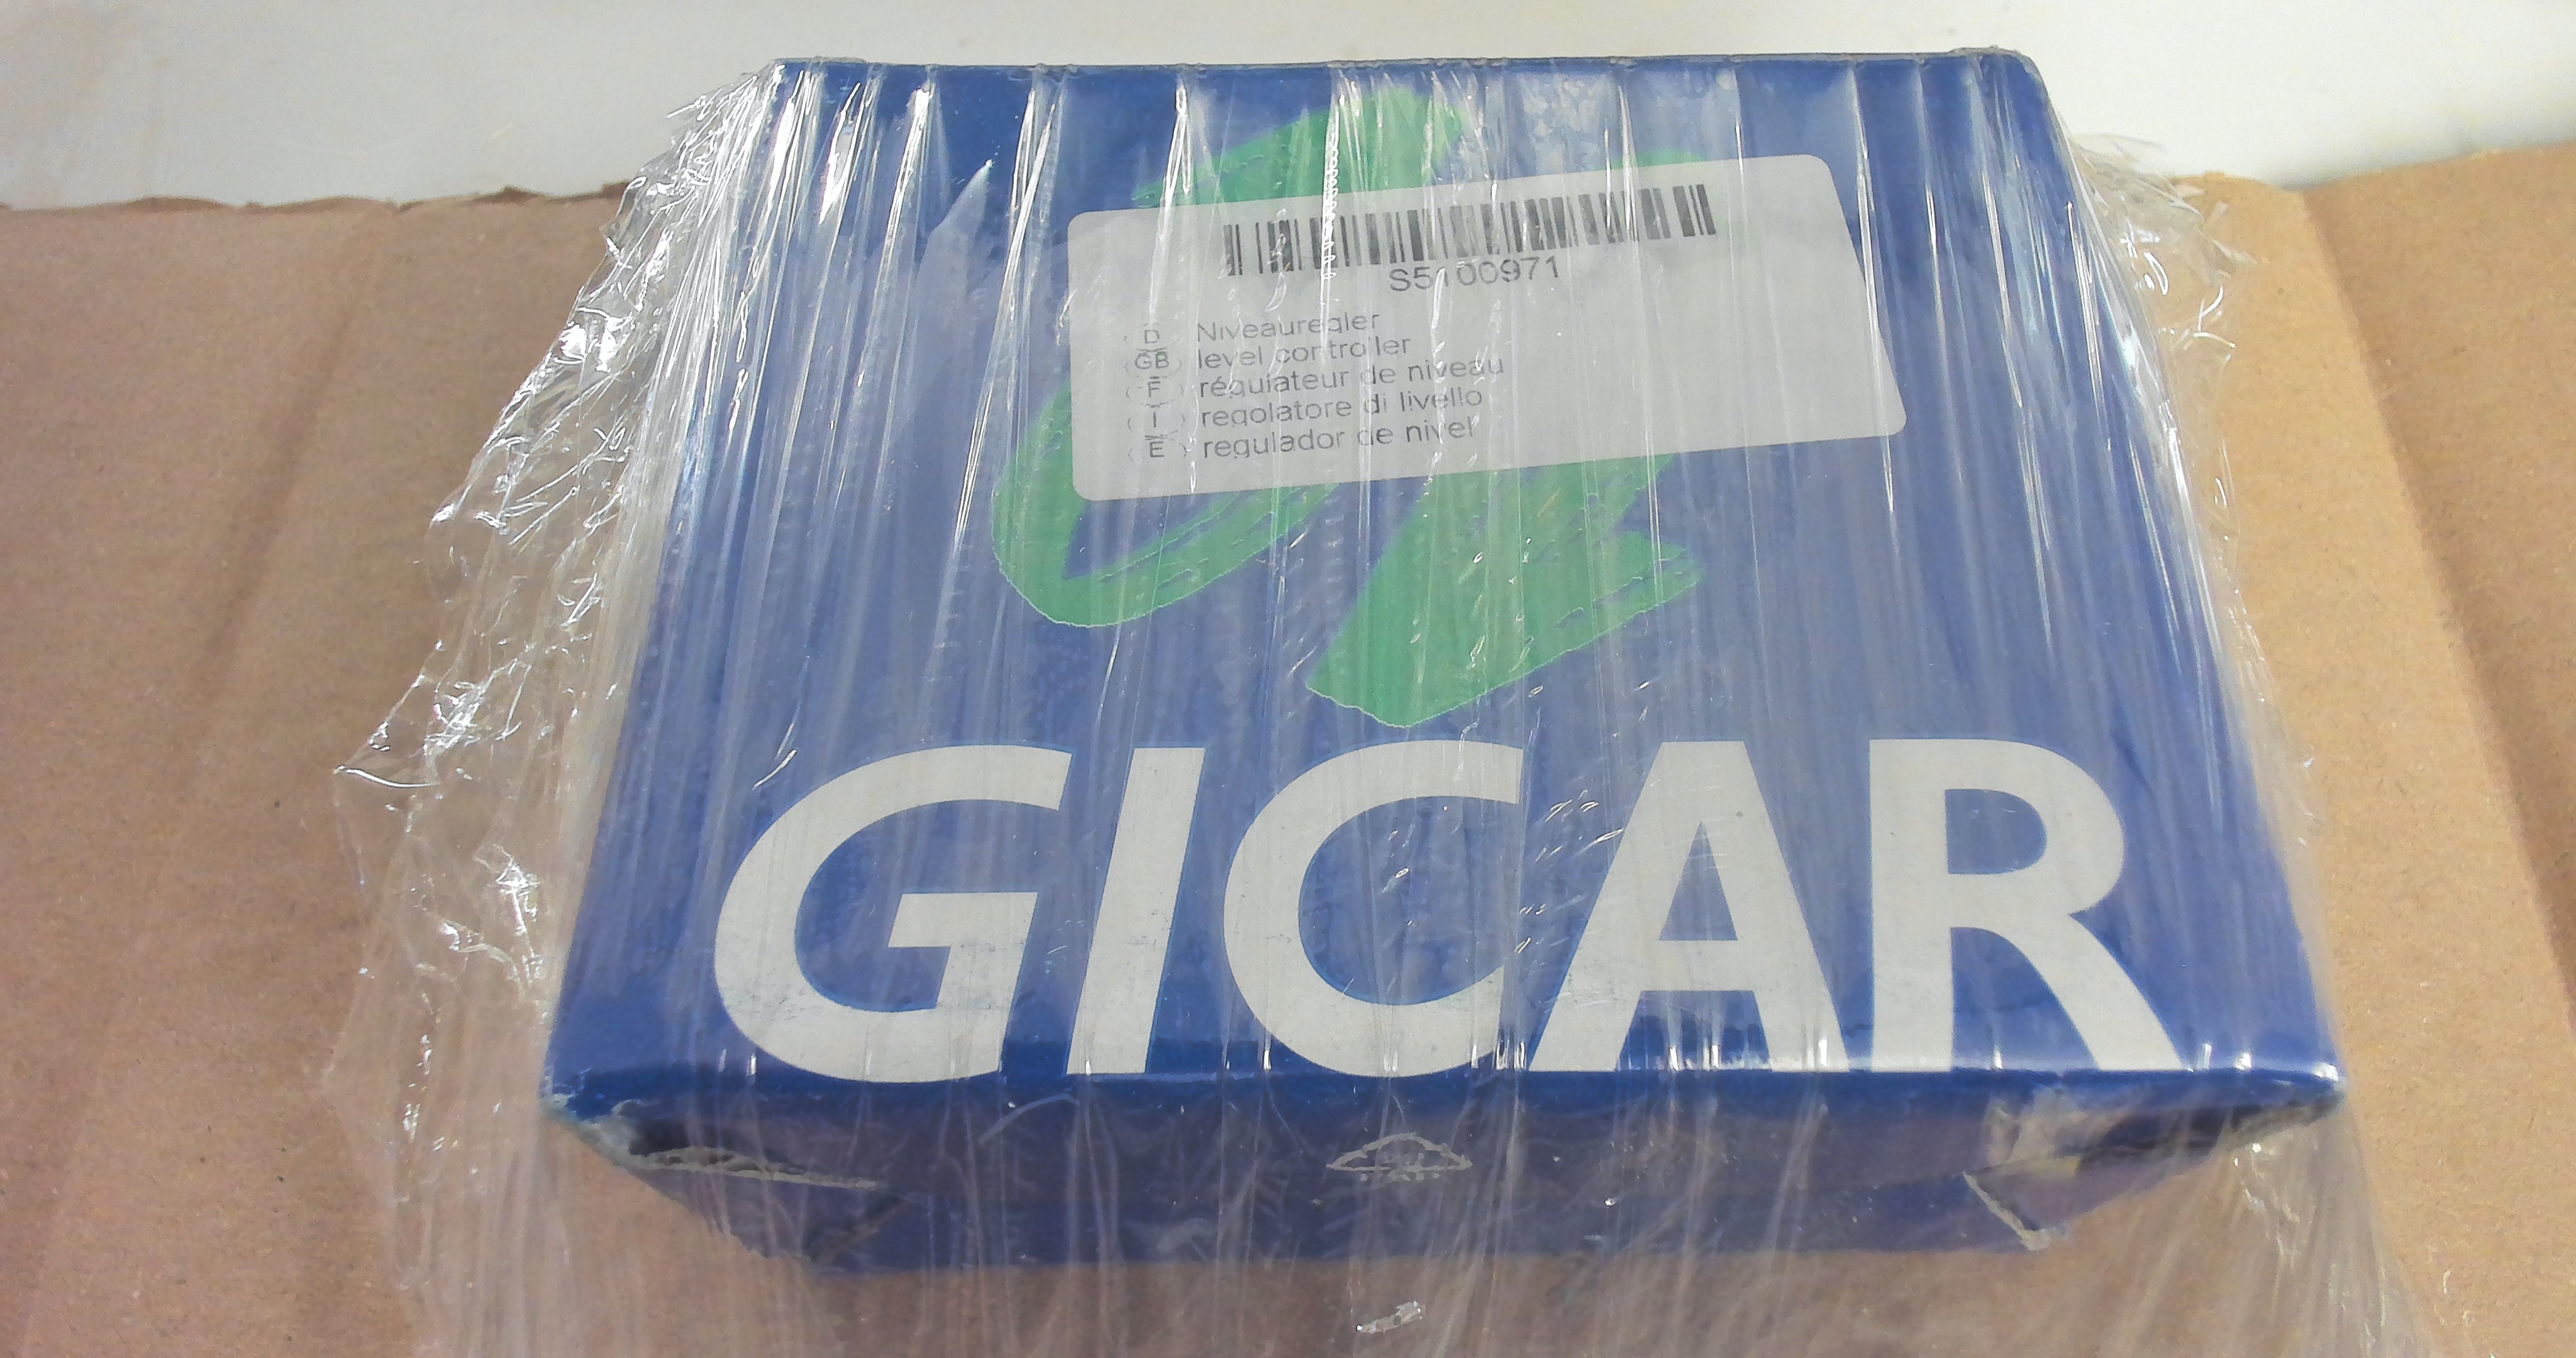 S5100971
D Niveauregler
GB level controller
F régulateur de niveau
I regolatore di livello
E regulador de nivel
GICAR